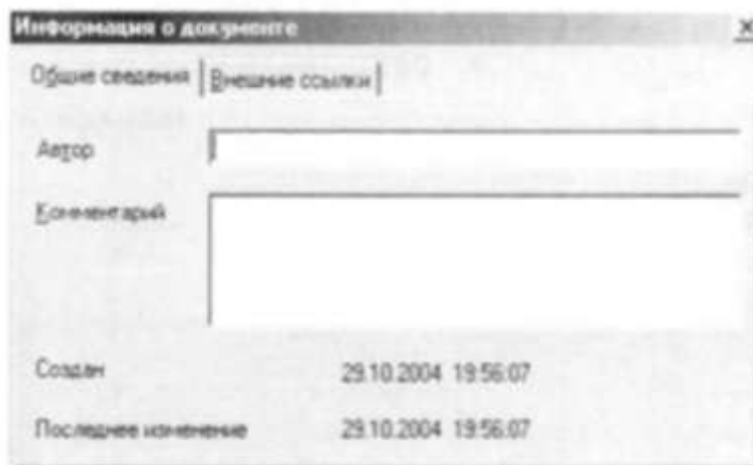 Информация о документе
Общие сведения Внешние ссылки
Автор
Комментарий
Создан 29.10.2004 19:56:07
Последнее изменение 29.10.2004 19:56:07